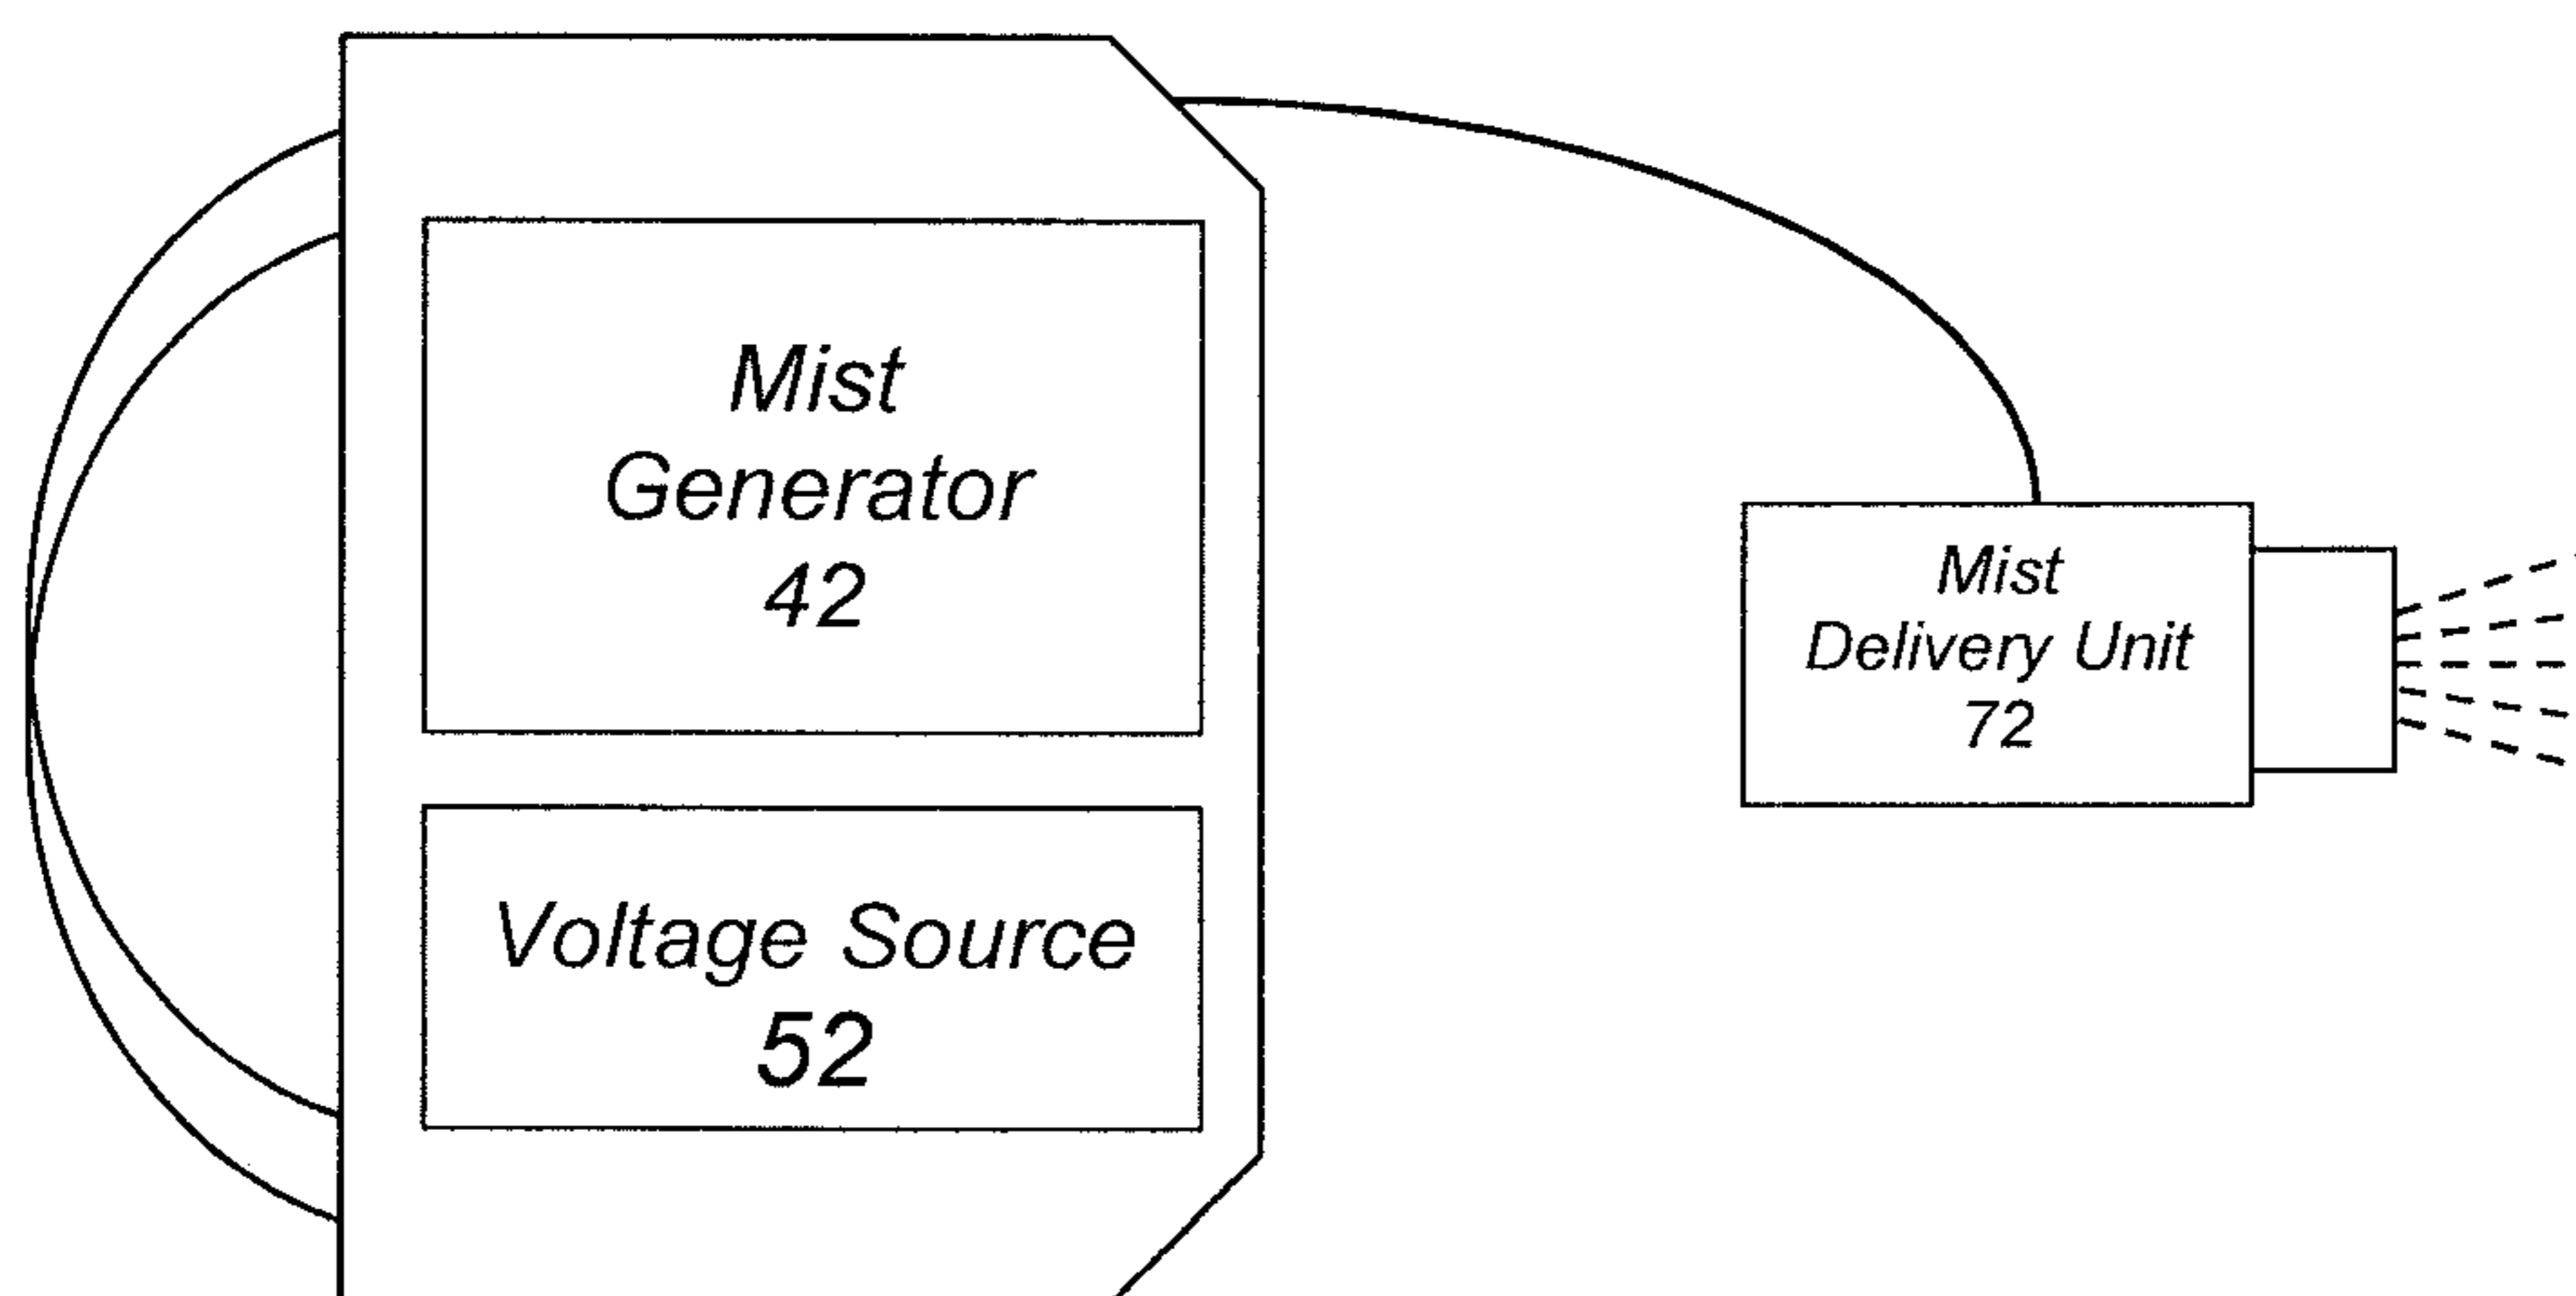 Mist
Generator
42
Mist
Delivery Unit
72
Voltage Source
52